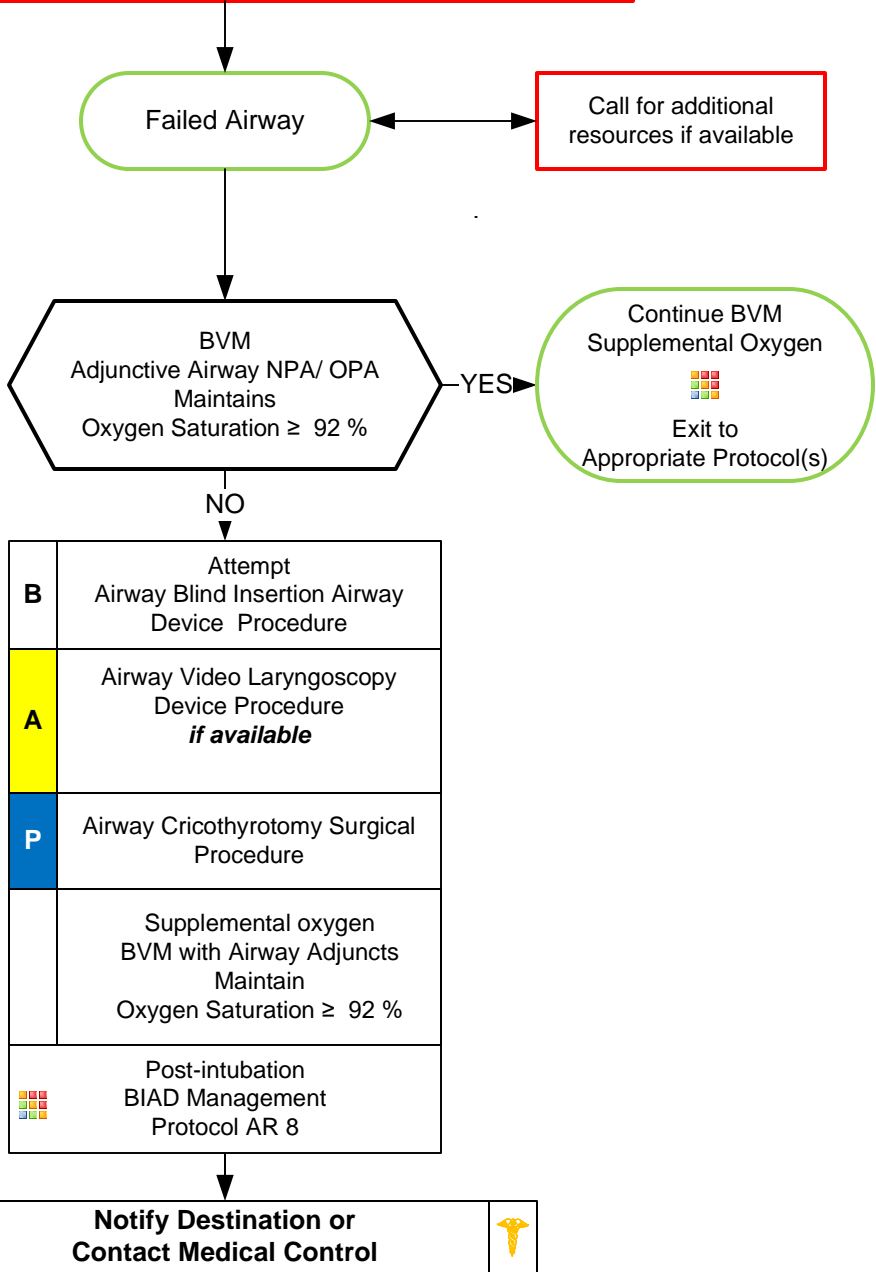 Failed Airway
Call for additional
resources if available
.
BVM
Adjunctive Airway NPA/ OPA
Maintains
Oxygen Saturation ≥ 92 %
YES
Continue BVM
Supplemental Oxygen
Exit to
Appropriate Protocol(s)
NO
B
Attempt
Airway Blind Insertion Airway
Device Procedure
A
Airway Video Laryngoscopy
Device Procedure
if available
P
Airway Cricothyrotomy Surgical
Procedure
Supplemental oxygen
BVM with Airway Adjuncts
Maintain
Oxygen Saturation ≥ 92 %
Post-intubation
BIAD Management
Protocol AR 8
Notify Destination or
Contact Medical Control